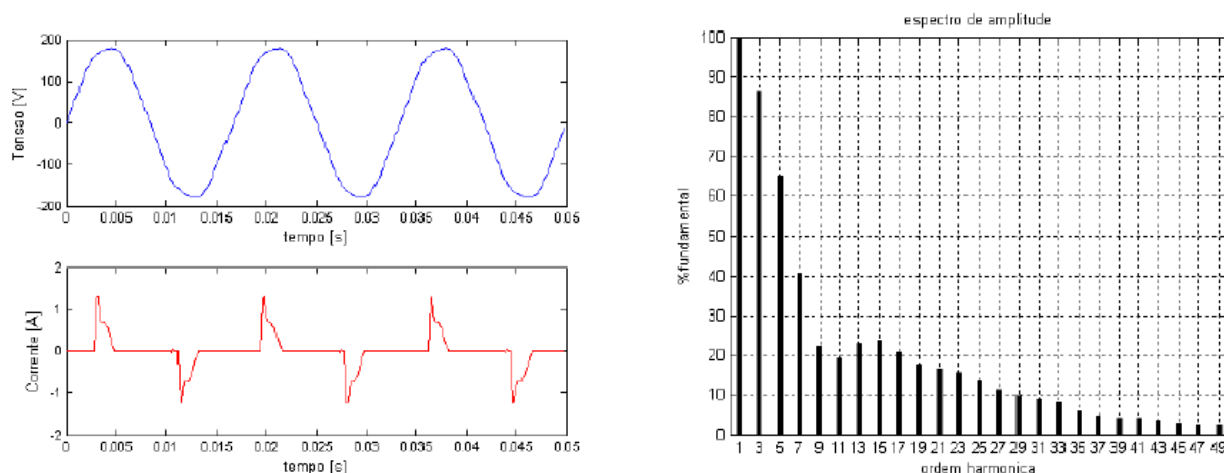 200
100
0
-100
-200
Tensao [V]
0 0.005 0.01 0.015 0.02 0.025 0.03 0.035 0.04 0.045 0.05
tempo [s]
2
1
0
-1
-2
Corrente [A]
0 0.005 0.01 0.015 0.02 0.025 0.03 0.035 0.04 0.045 0.05
tempo [s]
espectro de amplitude
100
90
80
70
60
50
40
30
20
10
0
%fundamental
1 3 5 7 9 11 13 15 17 19 21 23 25 27 29 31 33 35 37 39 41 43 45 47 49
ordem harmonica